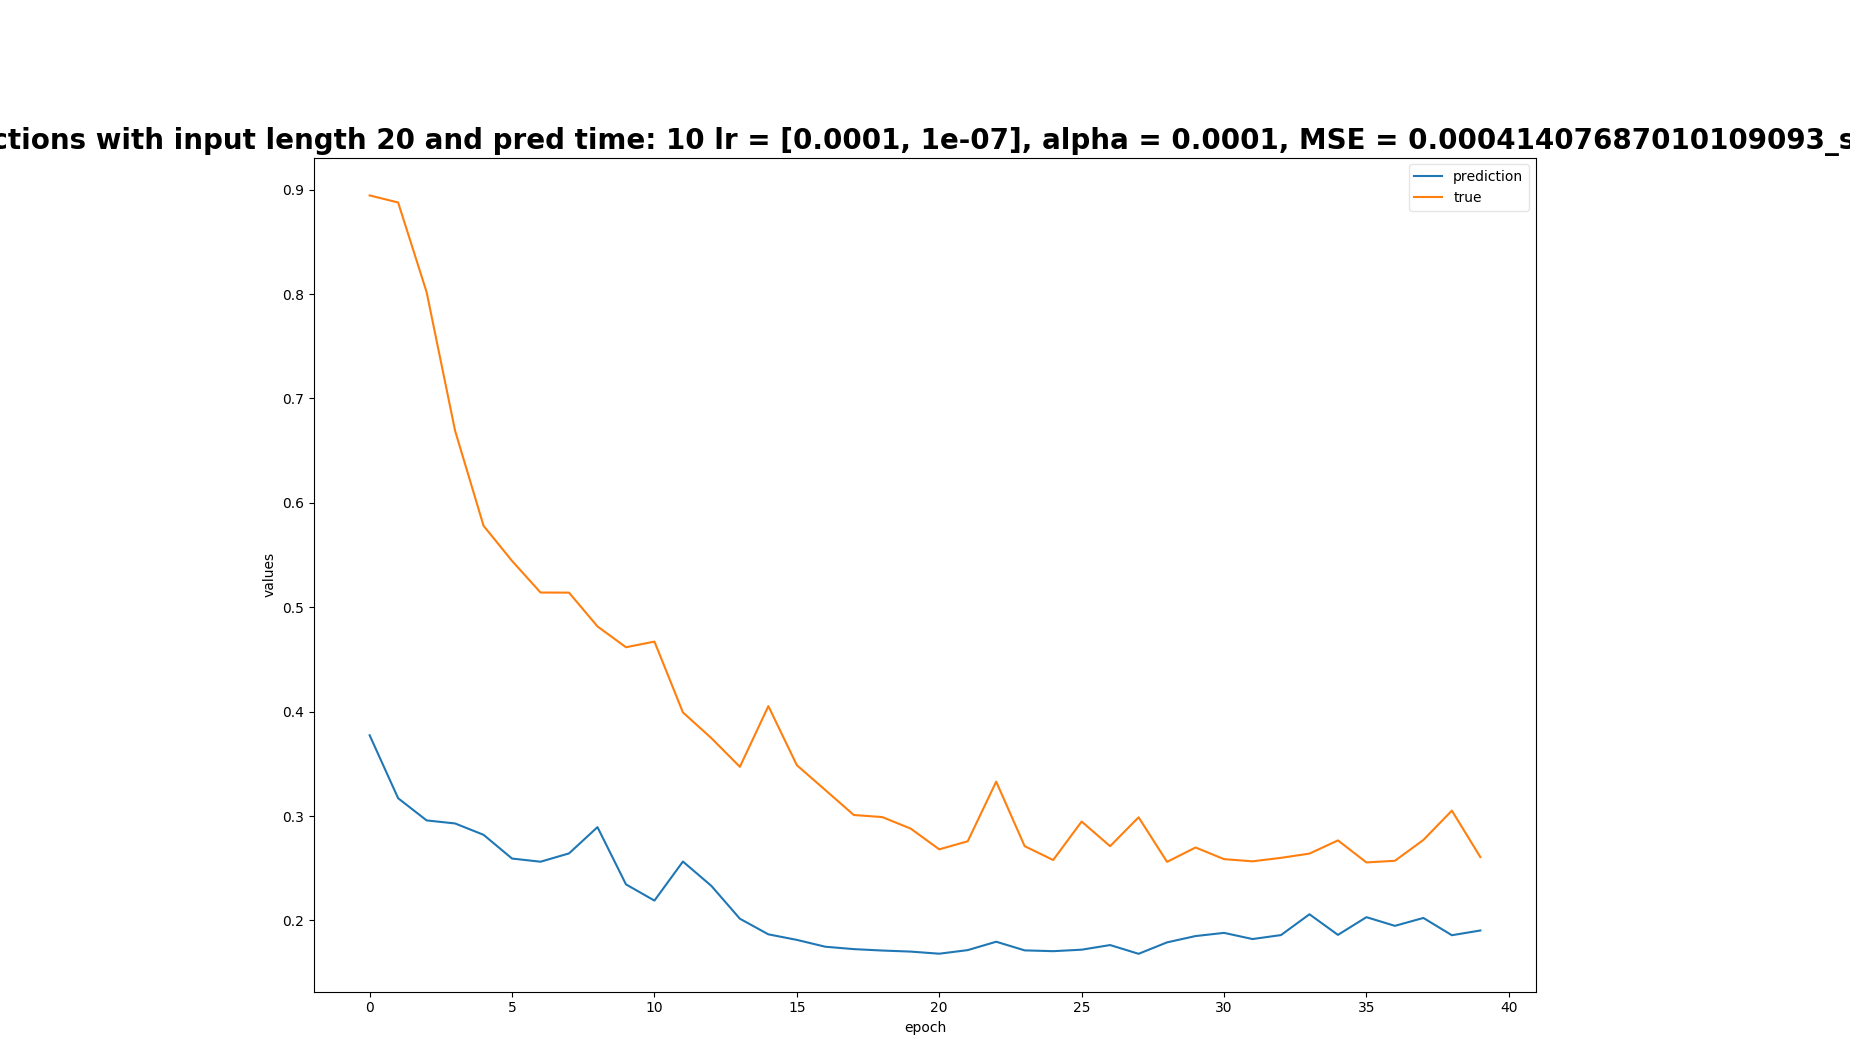 ctions with input length 20 and pred time: 10 lr = [0.0001, 1e-07], alpha = 0.0001, MSE = 0.00041407687010109093_s
prediction
true
0.9
0.8
0.7
0.6
0.5
0.4
0.3
0.2
values
0 5 10 15 20 25 30 35 40
epoch